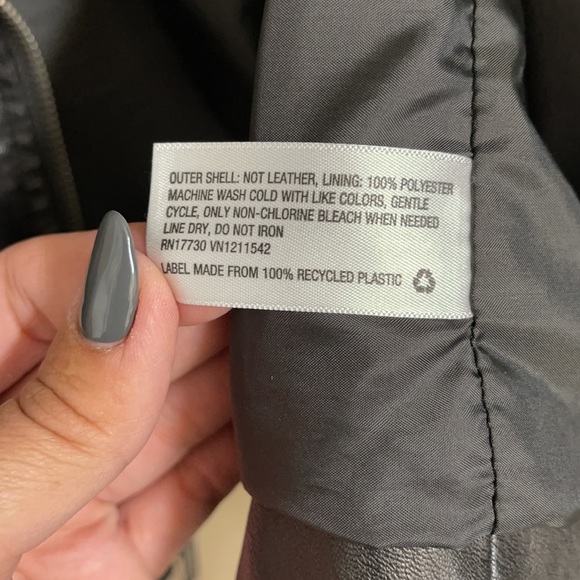 OUTER SHELL: NOT LEATHER, LINING: 100% POLYESTER
MACHINE WASH COLD WITH LIKE COLORS, GENTLE
CYCLE, ONLY NON-CHLORINE BLEACH WHEN NEEDED
LINE DRY, DO NOT IRON
RN17730 VN1211542
LABEL MADE FROM 100% RECYCLED PLASTIC